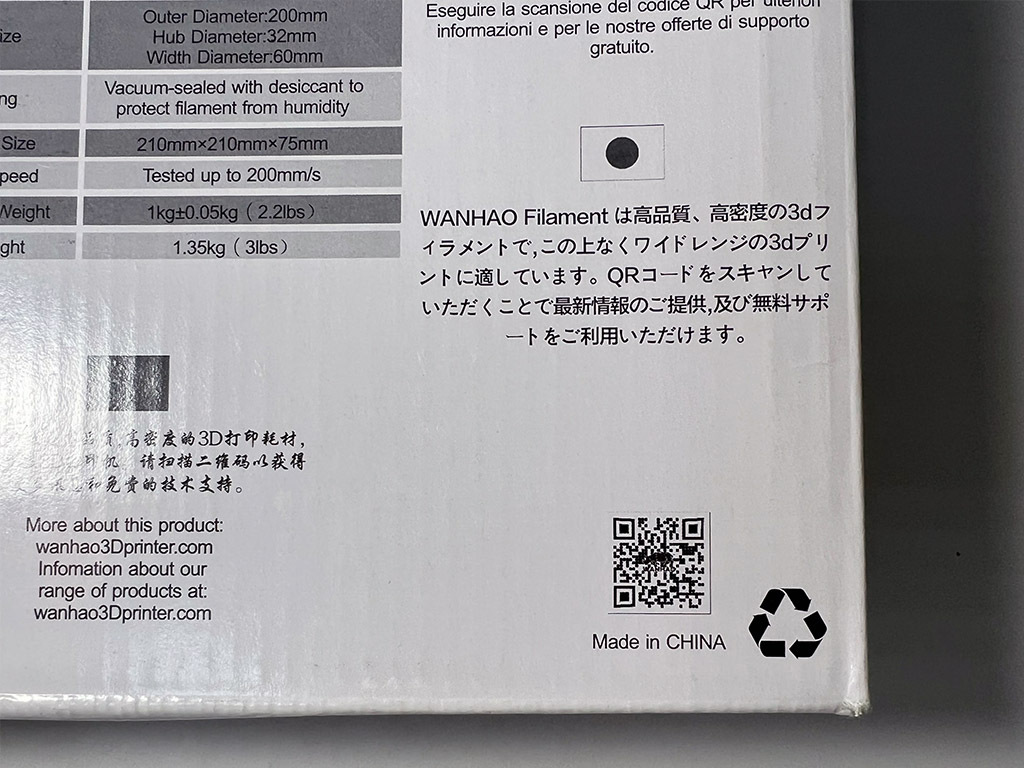 Outer Diameter:200mm
Hub Diameter:32mm
Width Diameter:60mm
Vacuum-sealed with desiccant to
protect filament from humidity
Size 210mm×210mm×75mm
Tested up to 200mm/s
Weight 1kg±0.05kg ( 2.2lbs )
1.35kg ( 3lbs )
高密度的3D打印耗材,
请扫描二维码以获得
和免费的技术支持。
More about this product:
wanhao3Dprinter.com
Infomation about our
range of products at:
wanhao3Dprinter.com
Eseguire la scansione del codice QR per ulteriori
informazioni e per le nostre offerte di supporto
gratuito.
WANHAO Filament は高品質、高密度の3dフ
ィラメントで,この上なくワイドレンジの3dプリ
ントに適しています。QRコードをスキャンして
いただくことで最新情報のご提供,及び無料サポ
ートをご利用いただけます。
Made in CHINA